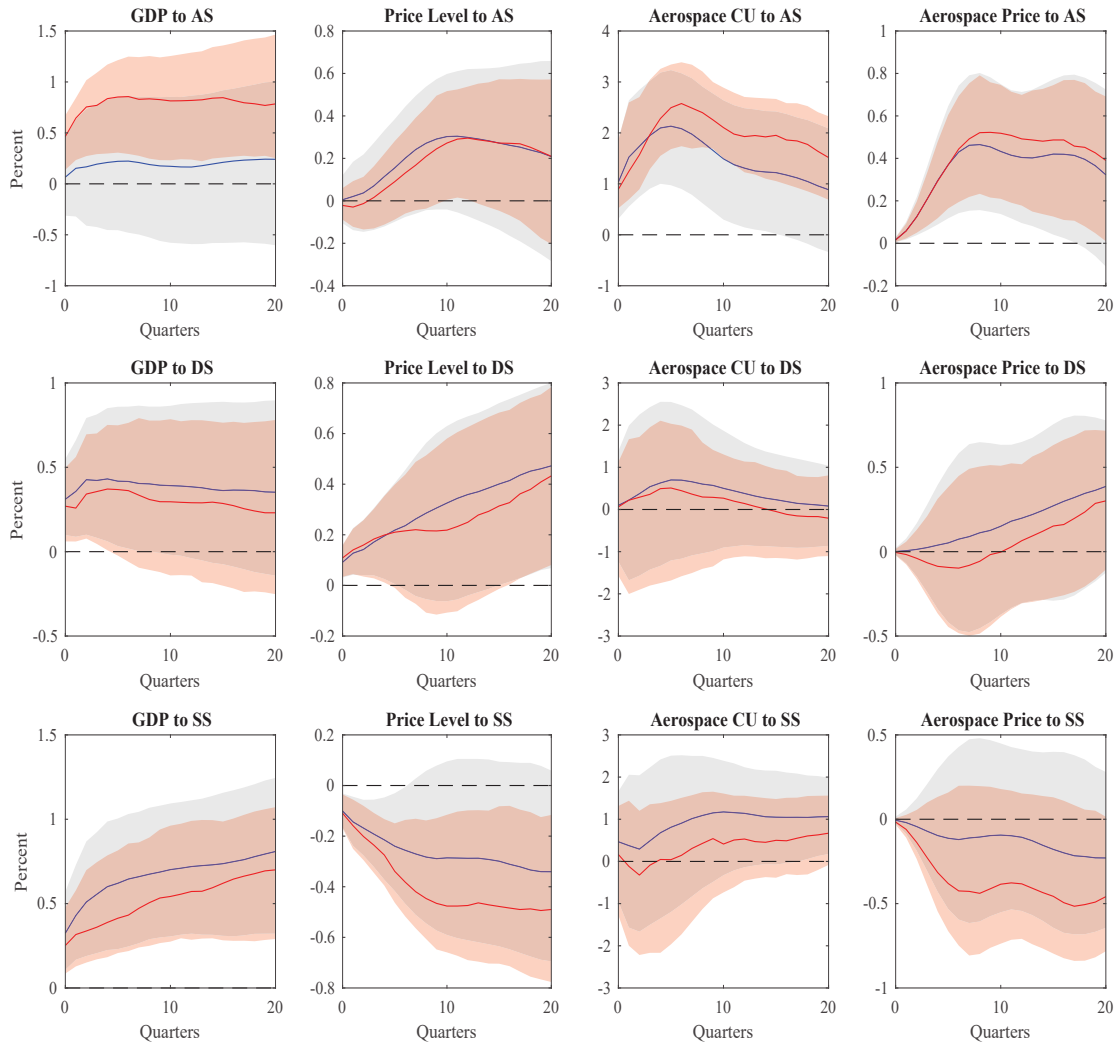 GDP to AS
Price Level to AS
Aerospace CU to AS
Aerospace Price to AS
1.5
1
0.5
0
-0.5
-1
Percent
0 10 20
Quarters
0.8
0.6
0.4
0.2
0
-0.2
-0.4
0 10 20
Quarters
4
3
2
1
0
-1
0 10 20
Quarters
1
0.8
0.6
0.4
0.2
0
-0.2
0 10 20
Quarters
GDP to DS
Price Level to DS
Aerospace CU to DS
Aerospace Price to DS
1
0.5
0
-0.5
Percent
0 10 20
Quarters
0.8
0.6
0.4
0.2
0
-0.2
0 10 20
Quarters
3
2
1
0
-1
-2
-3
0 10 20
Quarters
1
0.5
0
-0.5
0 10 20
Quarters
GDP to SS
Price Level to SS
Aerospace CU to SS
Aerospace Price to SS
1.5
1
0.5
0
Percent
0 10 20
Quarters
0.2
0
-0.2
-0.4
-0.6
-0.8
0 10 20
Quarters
3
2
1
0
-1
-2
-3
0 10 20
Quarters
0.5
0
-0.5
-1
0 10 20
Quarters